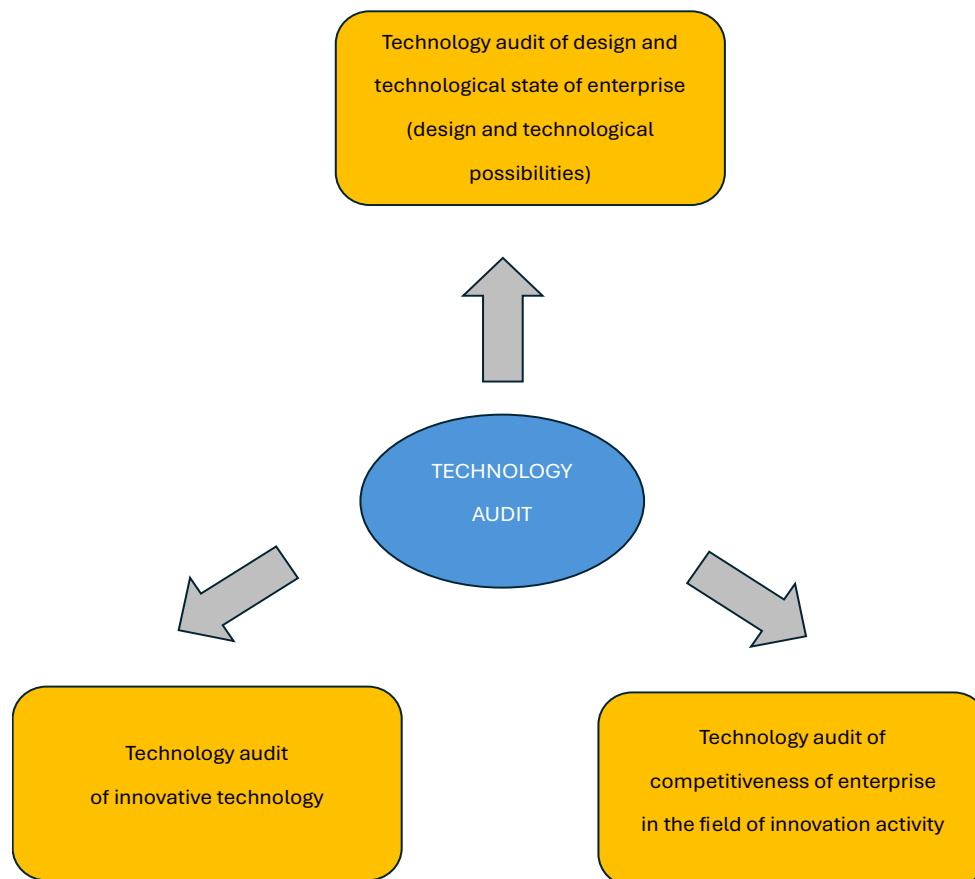 Technology audit of design and
technological state of enterprise
(design and technological
possibilities)
TECHNOLOGY
AUDIT
Technology audit
of innovative technology
Technology audit of
competitiveness of enterprise
in the field of innovation activity